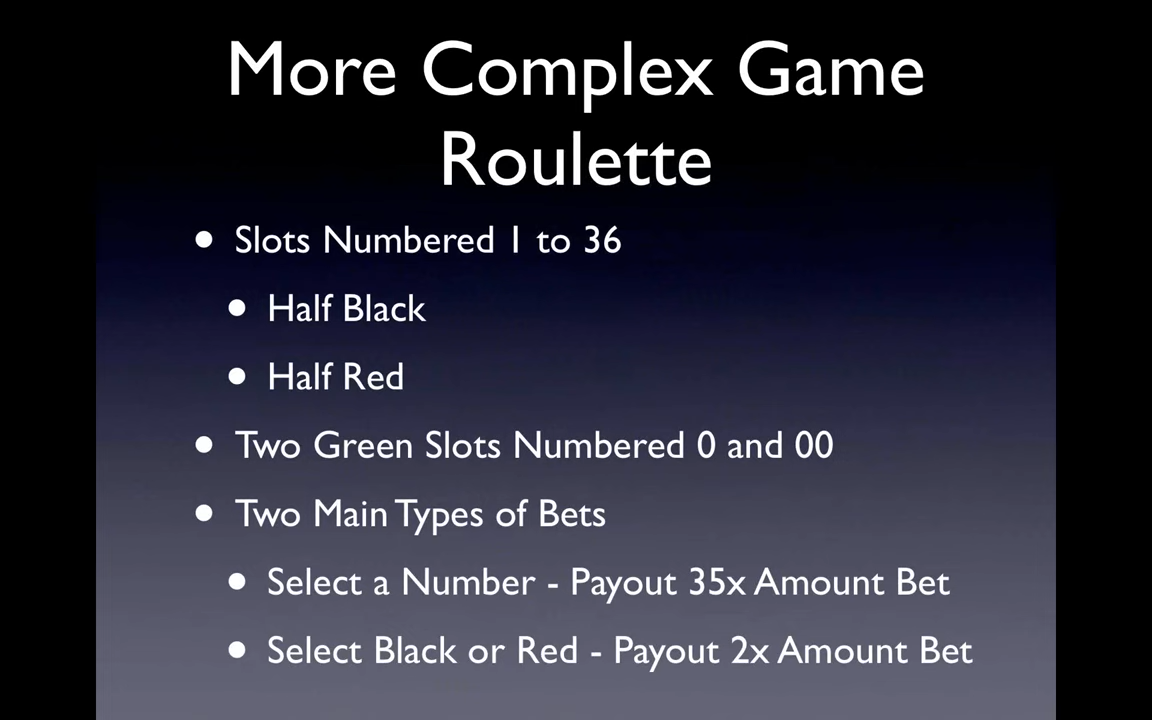 More Complex Game
Roulette
• Slots Numbered 1 to 36
• Half Black
• Half Red
• Two Green Slots Numbered 0 and 00
• Two Main Types of Bets
• Select a Number - Payout 35x Amount Bet
• Select Black or Red - Payout 2x Amount Bet